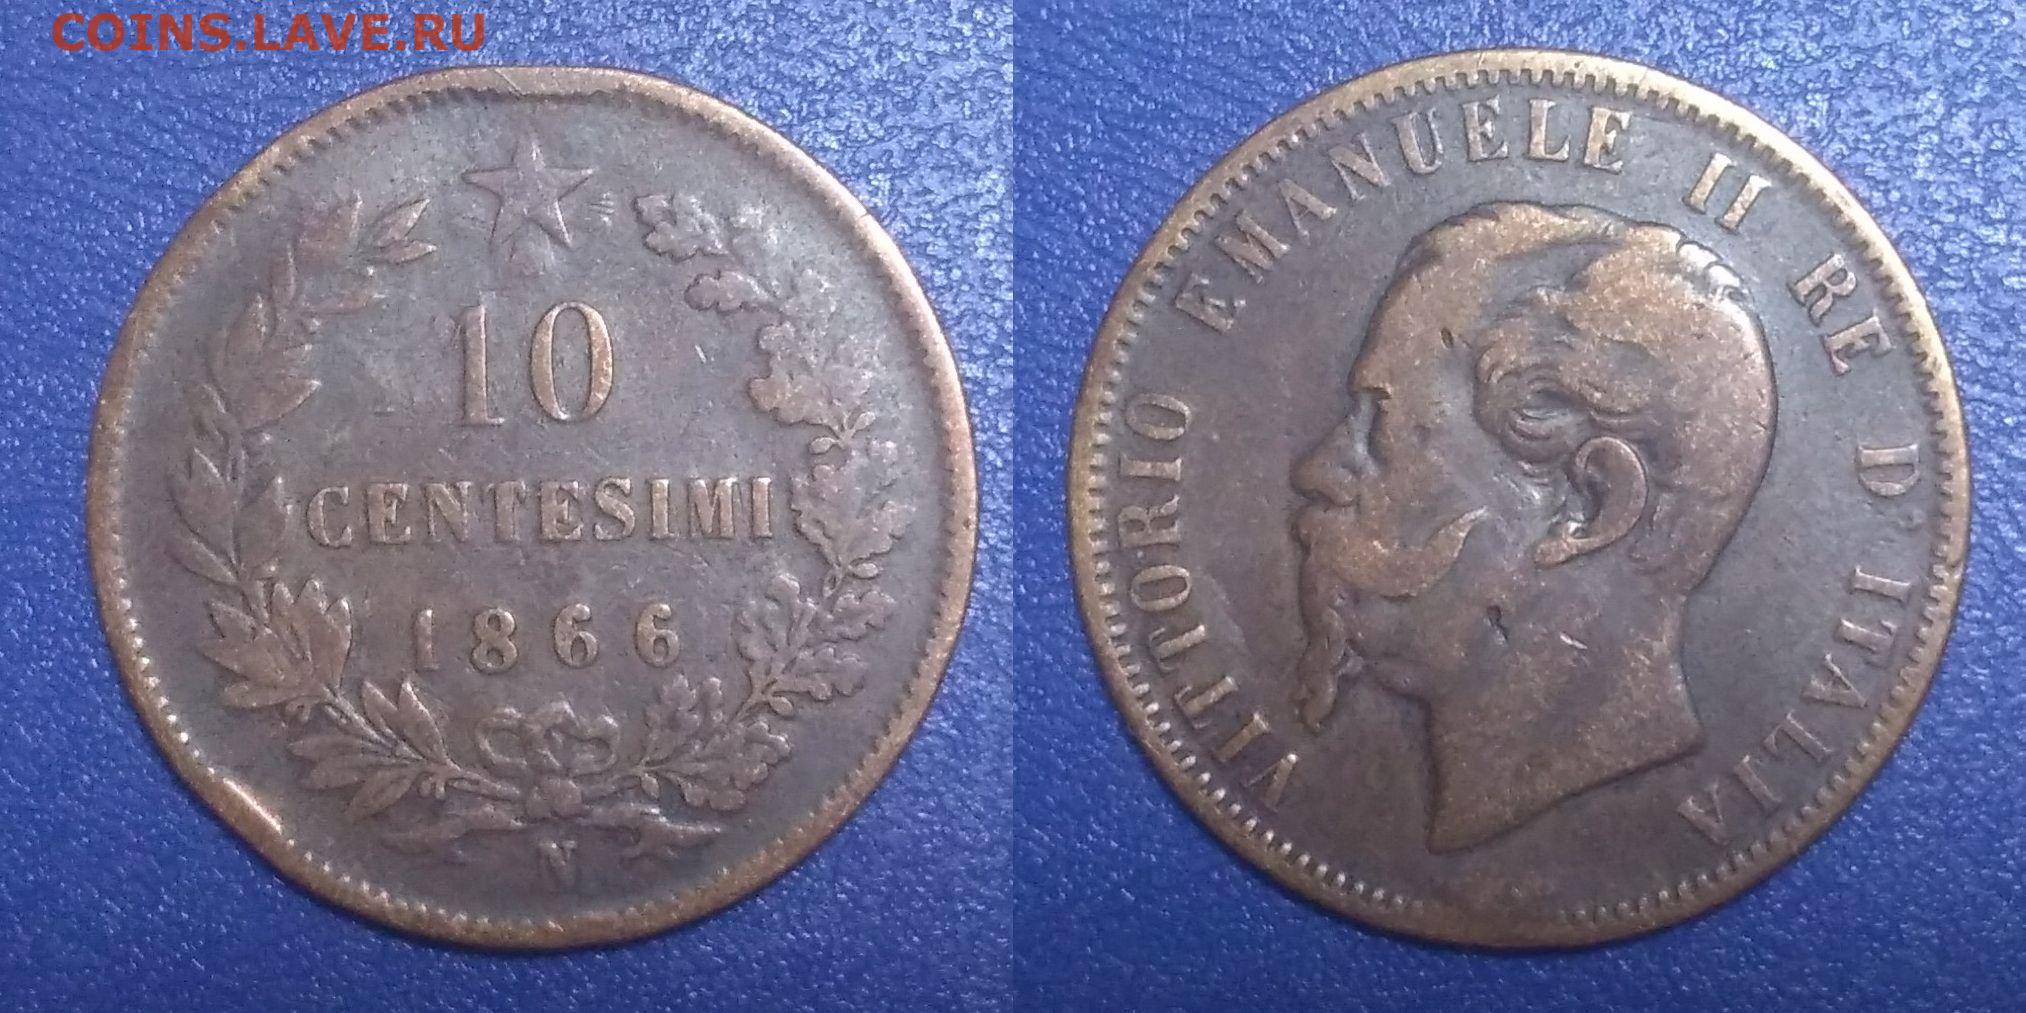 COINS.LAVE.RU
10
CENTESIMI
1866
N
VITTORIO EMANUELE II RE D'ITALIA